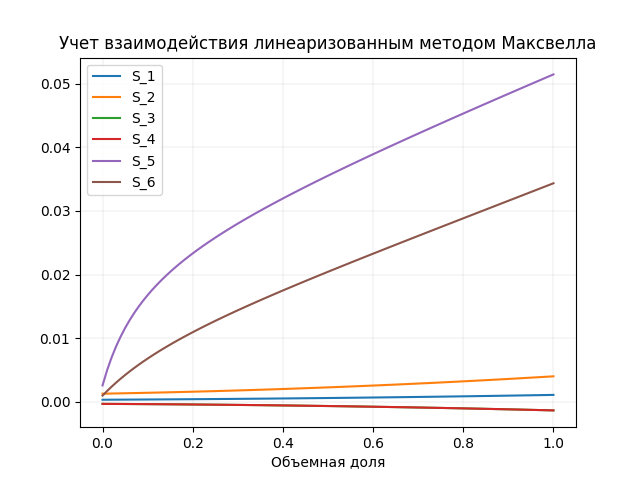 Учет взаимодействия линеаризованным методом Максвелла
S_1
S_2
S_3
S_4
S_5
S_6
0.05
0.04
0.03
0.02
0.01
0.00
0.0 0.2 0.4 0.6 0.8 1.0
Объемная доля